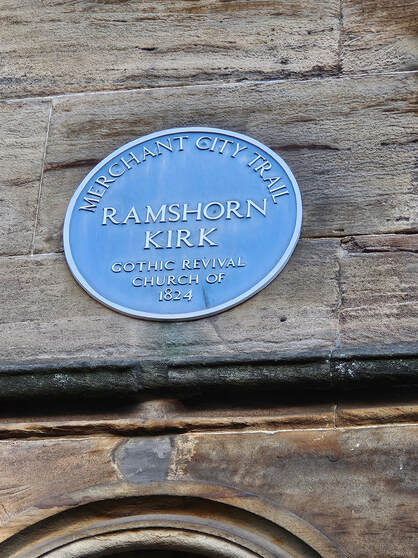 MERCHANT CITY TRAIL
RAMSHORN
KIRK
GOTHIC REVIVAL
CHURCH OF
1824